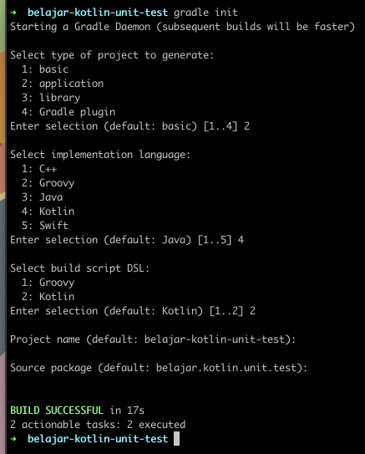 ➜  belajar-kotlin-unit-test gradle init
Starting a Gradle Daemon (subsequent builds will be faster)
Select type of project to generate:
  1: basic
  2: application
  3: library
  4: Gradle plugin
Enter selection (default: basic) [1..4] 2
Select implementation language:
  1: C++
  2: Groovy
  3: Java
  4: Kotlin
  5: Swift
Enter selection (default: Java) [1..5] 4
Select build script DSL:
  1: Groovy
  2: Kotlin
Enter selection (default: Kotlin) [1..2] 2
Project name (default: belajar-kotlin-unit-test):
Source package (default: belajar.kotlin.unit.test):
BUILD SUCCESSFUL in 17s
2 actionable tasks: 2 executed
➜  belajar-kotlin-unit-test